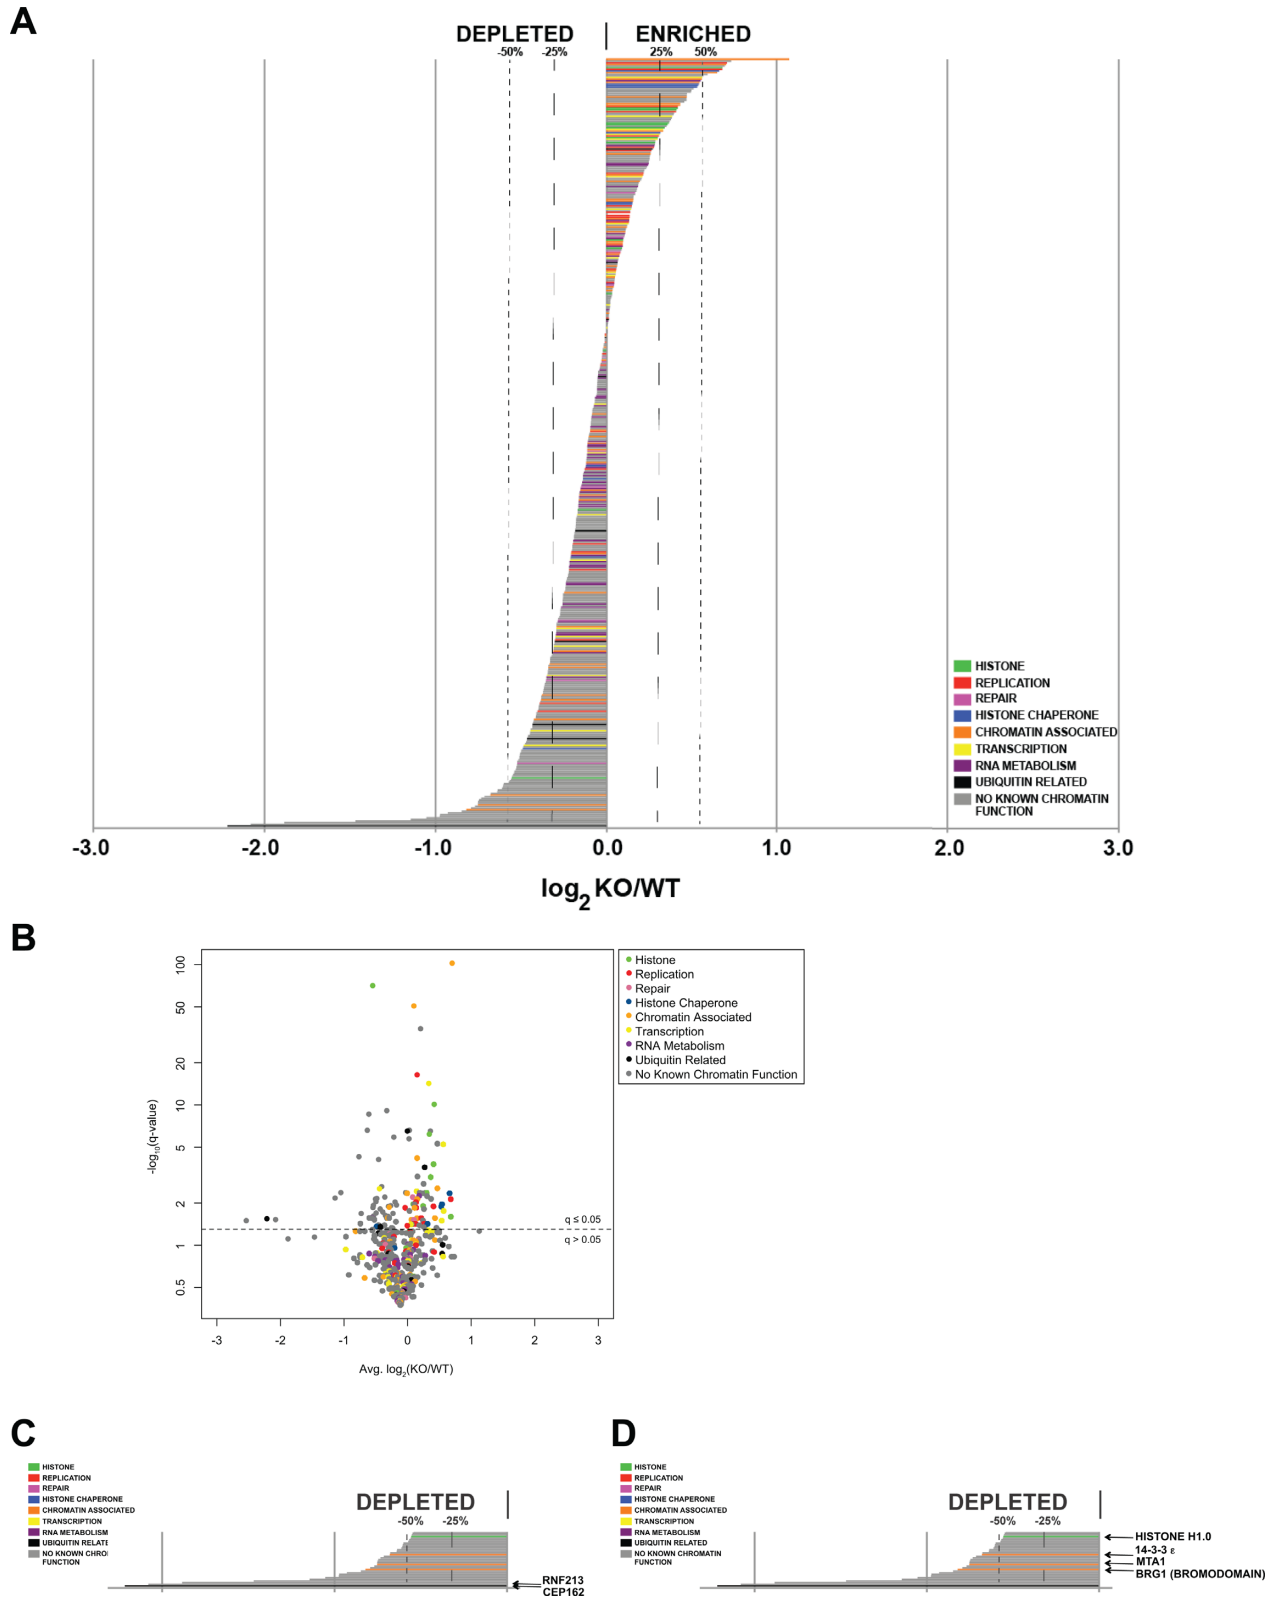 A
DEPLETED | ENRICHED
-50% -25% 25% 50%
HISTONE
REPLICATION
REPAIR
HISTONE CHAPERONE
CHROMATIN ASSOCIATED
TRANSCRIPTION
RNA METABOLISM
UBIQUITIN RELATED
NO KNOWN CHROMATIN
FUNCTION
-3.0 -2.0 -1.0 0.0 1.0 2.0 3.0
log2 KO/WT
B
100
50
20
10
5
2
1
0.5
-log10(q-value)
q ≤ 0.05
q > 0.05
Histone
Replication
Repair
Histone Chaperone
Chromatin Associated
Transcription
RNA Metabolism
Ubiquitin Related
No Known Chromatin Function
-3 -2 -1 0 1 2 3
Avg. log2(KO/WT)
C
HISTONE
REPLICATION
REPAIR
HISTONE CHAPERONE
CHROMATIN ASSOCIATED
TRANSCRIPTION
RNA METABOLISM
UBIQUITIN RELATE
NO KNOWN CHRO
FUNCTION
DEPLETED
-50% -25%
RNF213
CEP162
D
HISTONE
REPLICATION
REPAIR
HISTONE CHAPERONE
CHROMATIN ASSOCIATED
TRANSCRIPTION
RNA METABOLISM
UBIQUITIN RELATED
NO KNOWN CHROMATIN
FUNCTION
DEPLETED
-50% -25%
HISTONE H1.0
14-3-3 ε
MTA1
BRG1 (BROMODOMAIN)